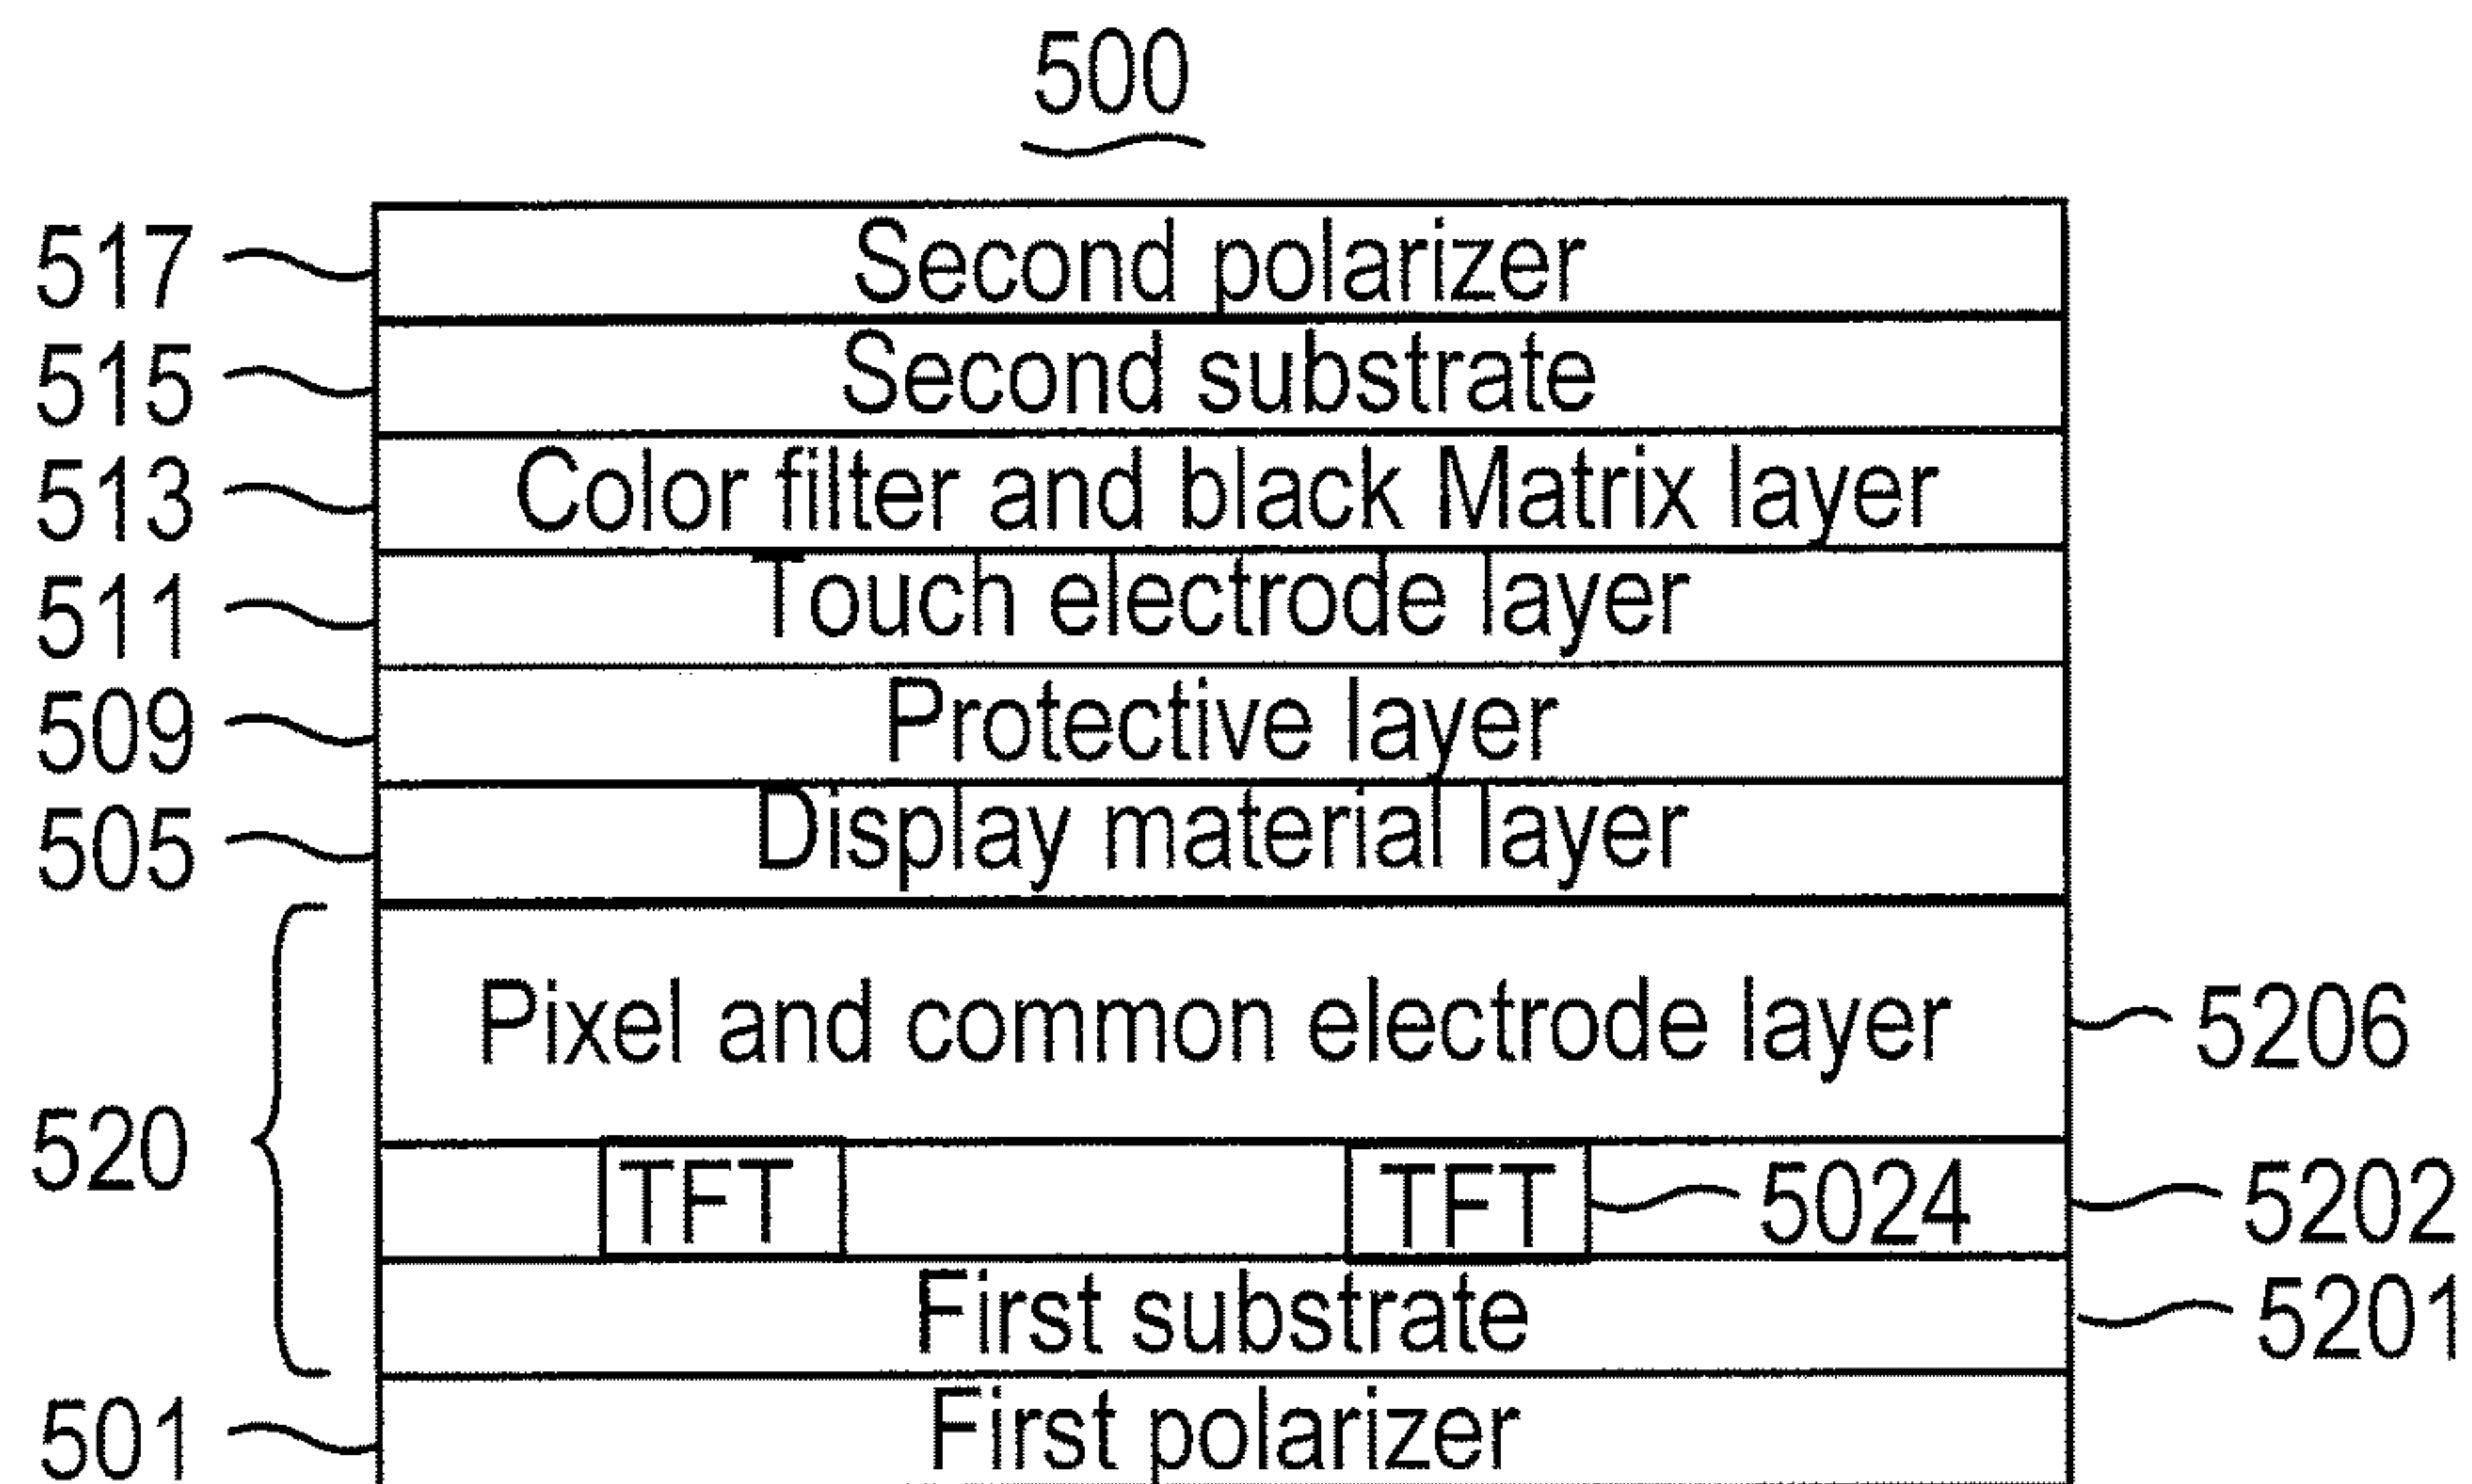 500
517 Second polarizer
515 Second substrate
513 Color filter and black Matrix layer
511 Touch electrode layer
509 Protective layer
505 Display material layer
Pixel and common electrode layer 5206
520
TFT TFT 5024 5202
First substrate 5201
501 First polarizer